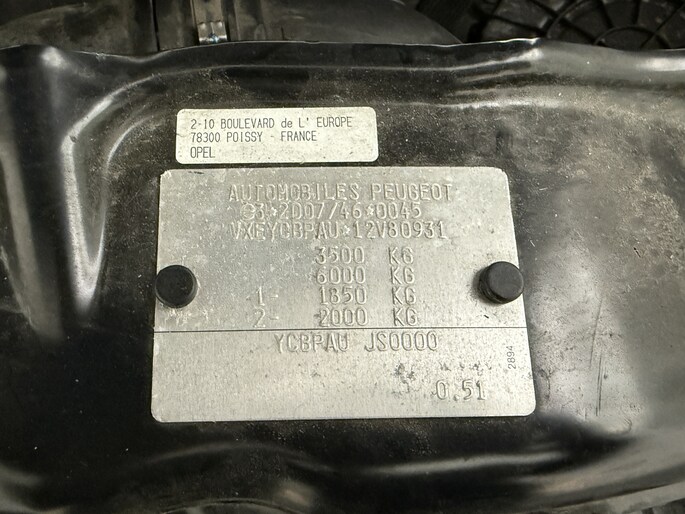 2-10 BOULEVARD de L' EUROPE
78300 POISSY - FRANCE
OPEL
AUTOMOBILES PEUGEOT
e3*2007/46*0045
VXEYCBPAU 12V80931
3500 KG
6000 KG
1- 1850 KG
2- 2000 KG
YCBPAU JS0000
0.51
2894